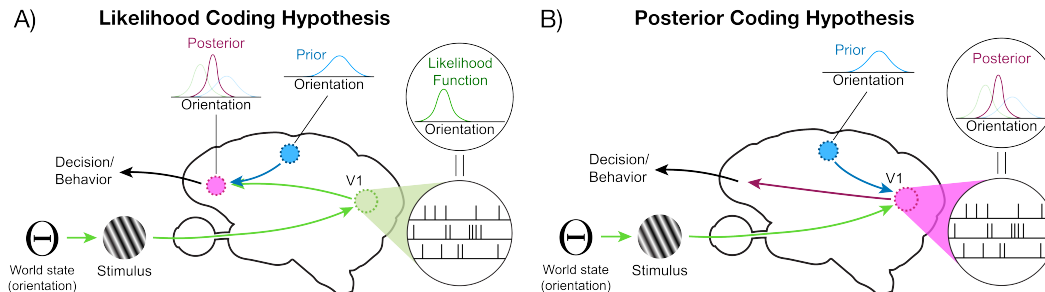 A)
Likelihood Coding Hypothesis
Posterior
Orientation
Prior
Orientation
Likelihood
Function
Orientation
Decision/
Behavior
V1
Θ
World state
(orientation)
Stimulus
B)
Posterior Coding Hypothesis
Prior
Orientation
Posterior
Orientation
Decision/
Behavior
V1
Θ
World state
(orientation)
Stimulus